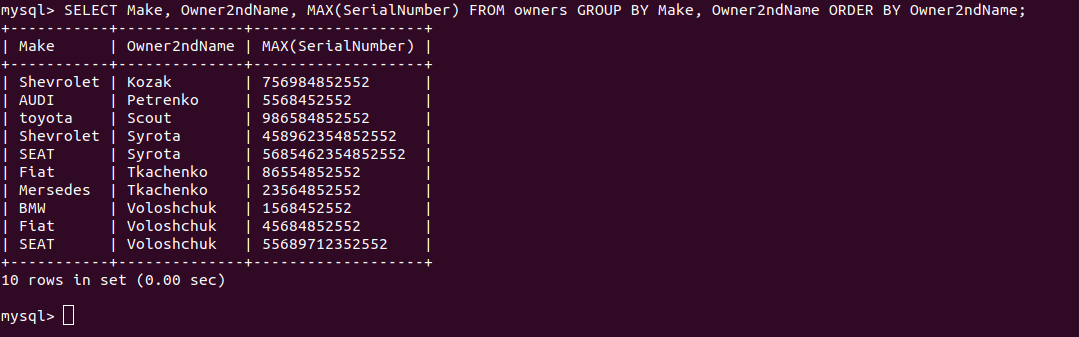 mysql> SELECT Make, Owner2ndName, MAX(SerialNumber) FROM owners GROUP BY Make, Owner2ndName ORDER BY Owner2ndName;
+-----------+--------------+-------------------+
| Make      | Owner2ndName | MAX(SerialNumber) |
+-----------+--------------+-------------------+
| Shevrolet | Kozak        | 756984852552      |
| AUDI      | Petrenko     | 5568452552        |
| toyota    | Scout        | 986584852552      |
| Shevrolet | Syrota       | 458962354852552   |
| SEAT      | Syrota       | 5685462354852552  |
| Fiat      | Tkachenko    | 86554852552       |
| Mersedes  | Tkachenko    | 23564852552       |
| BMW       | Voloshchuk   | 1568452552        |
| Fiat      | Voloshchuk   | 45684852552       |
| SEAT      | Voloshchuk   | 55689712352552    |
+-----------+--------------+-------------------+
10 rows in set (0.00 sec)
mysql>